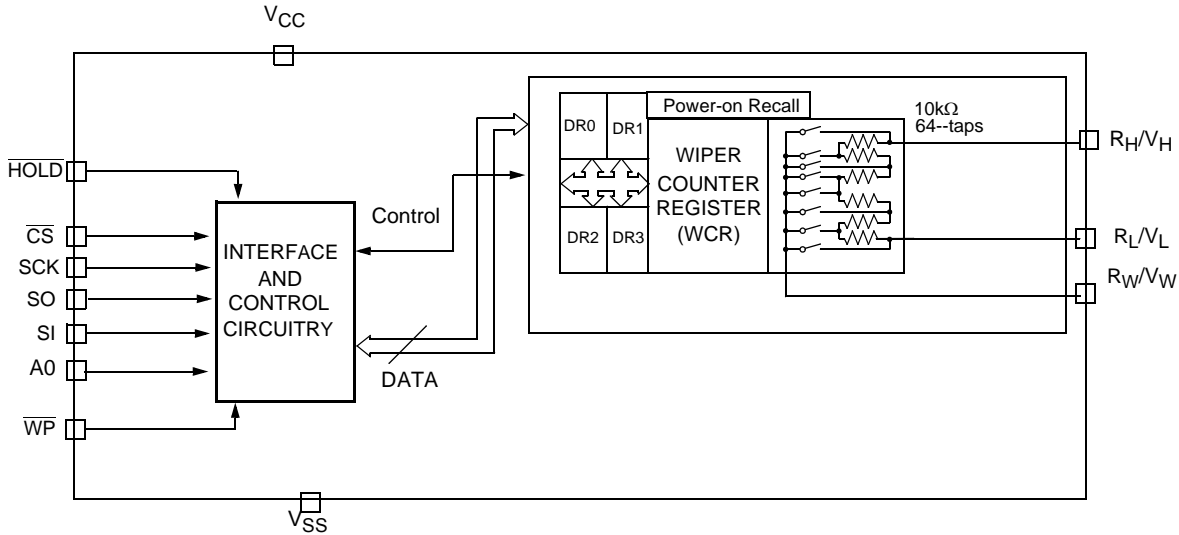 VCC
Power-on Recall
10kΩ
64--taps
DR0 DR1
RH/VH
HOLD
WIPER
COUNTER
REGISTER
(WCR)
Control
CS
SCK
SO
SI
A0
WP
INTERFACE
AND
CONTROL
CIRCUITRY
DR2 DR3
RL/VL
RW/VW
DATA
VSS